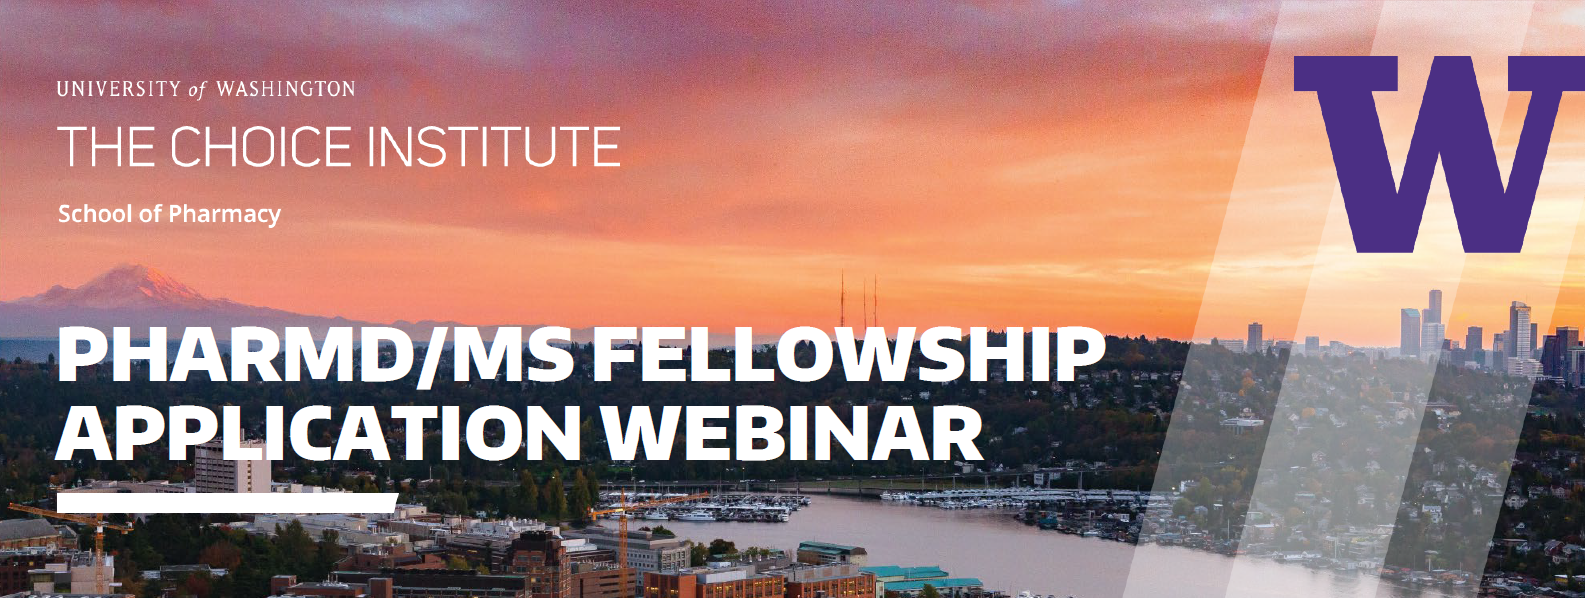 UNIVERSITY of WASHINGTON
THE CHOICE INSTITUTE
School of Pharmacy
W
PHARMD/MS FELLOWSHIP
APPLICATION WEBINAR